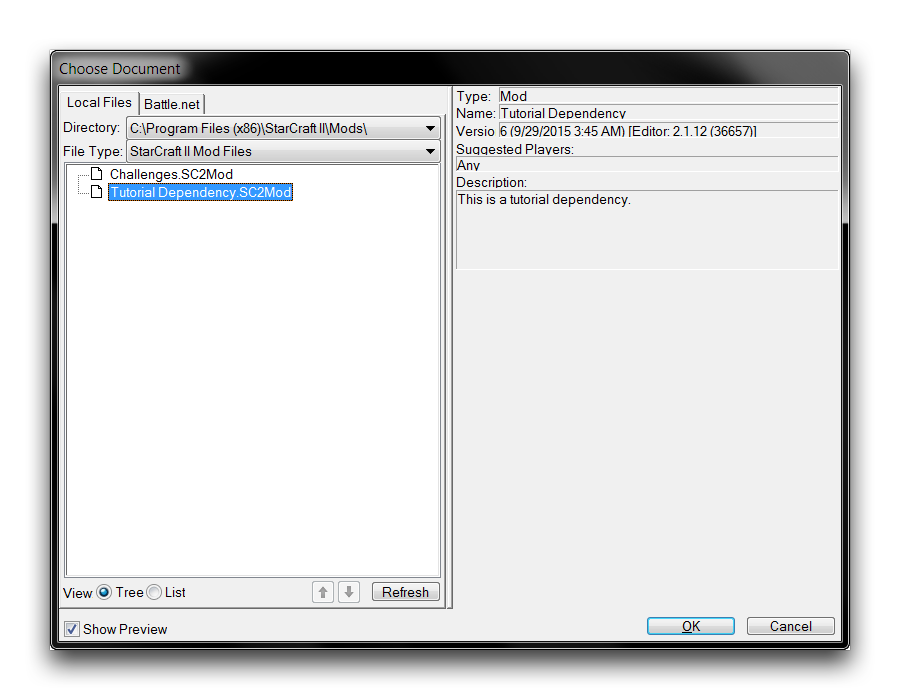 Choose Document
Local Files
Battle.net
Directory: C:\Program Files (x86)\StarCraft II\Mods\
File Type: StarCraft II Mod Files
Challenges.SC2Mod
Tutorial Dependency.SC2Mod
View Tree List
Refresh
Show Preview
Type: Mod
Name: Tutorial Dependency
Versio 6 (9/29/2015 3:45 AM) [Editor: 2.1.12 (36657)]
Suggested Players:
Any
Description:
This is a tutorial dependency.
OK
Cancel